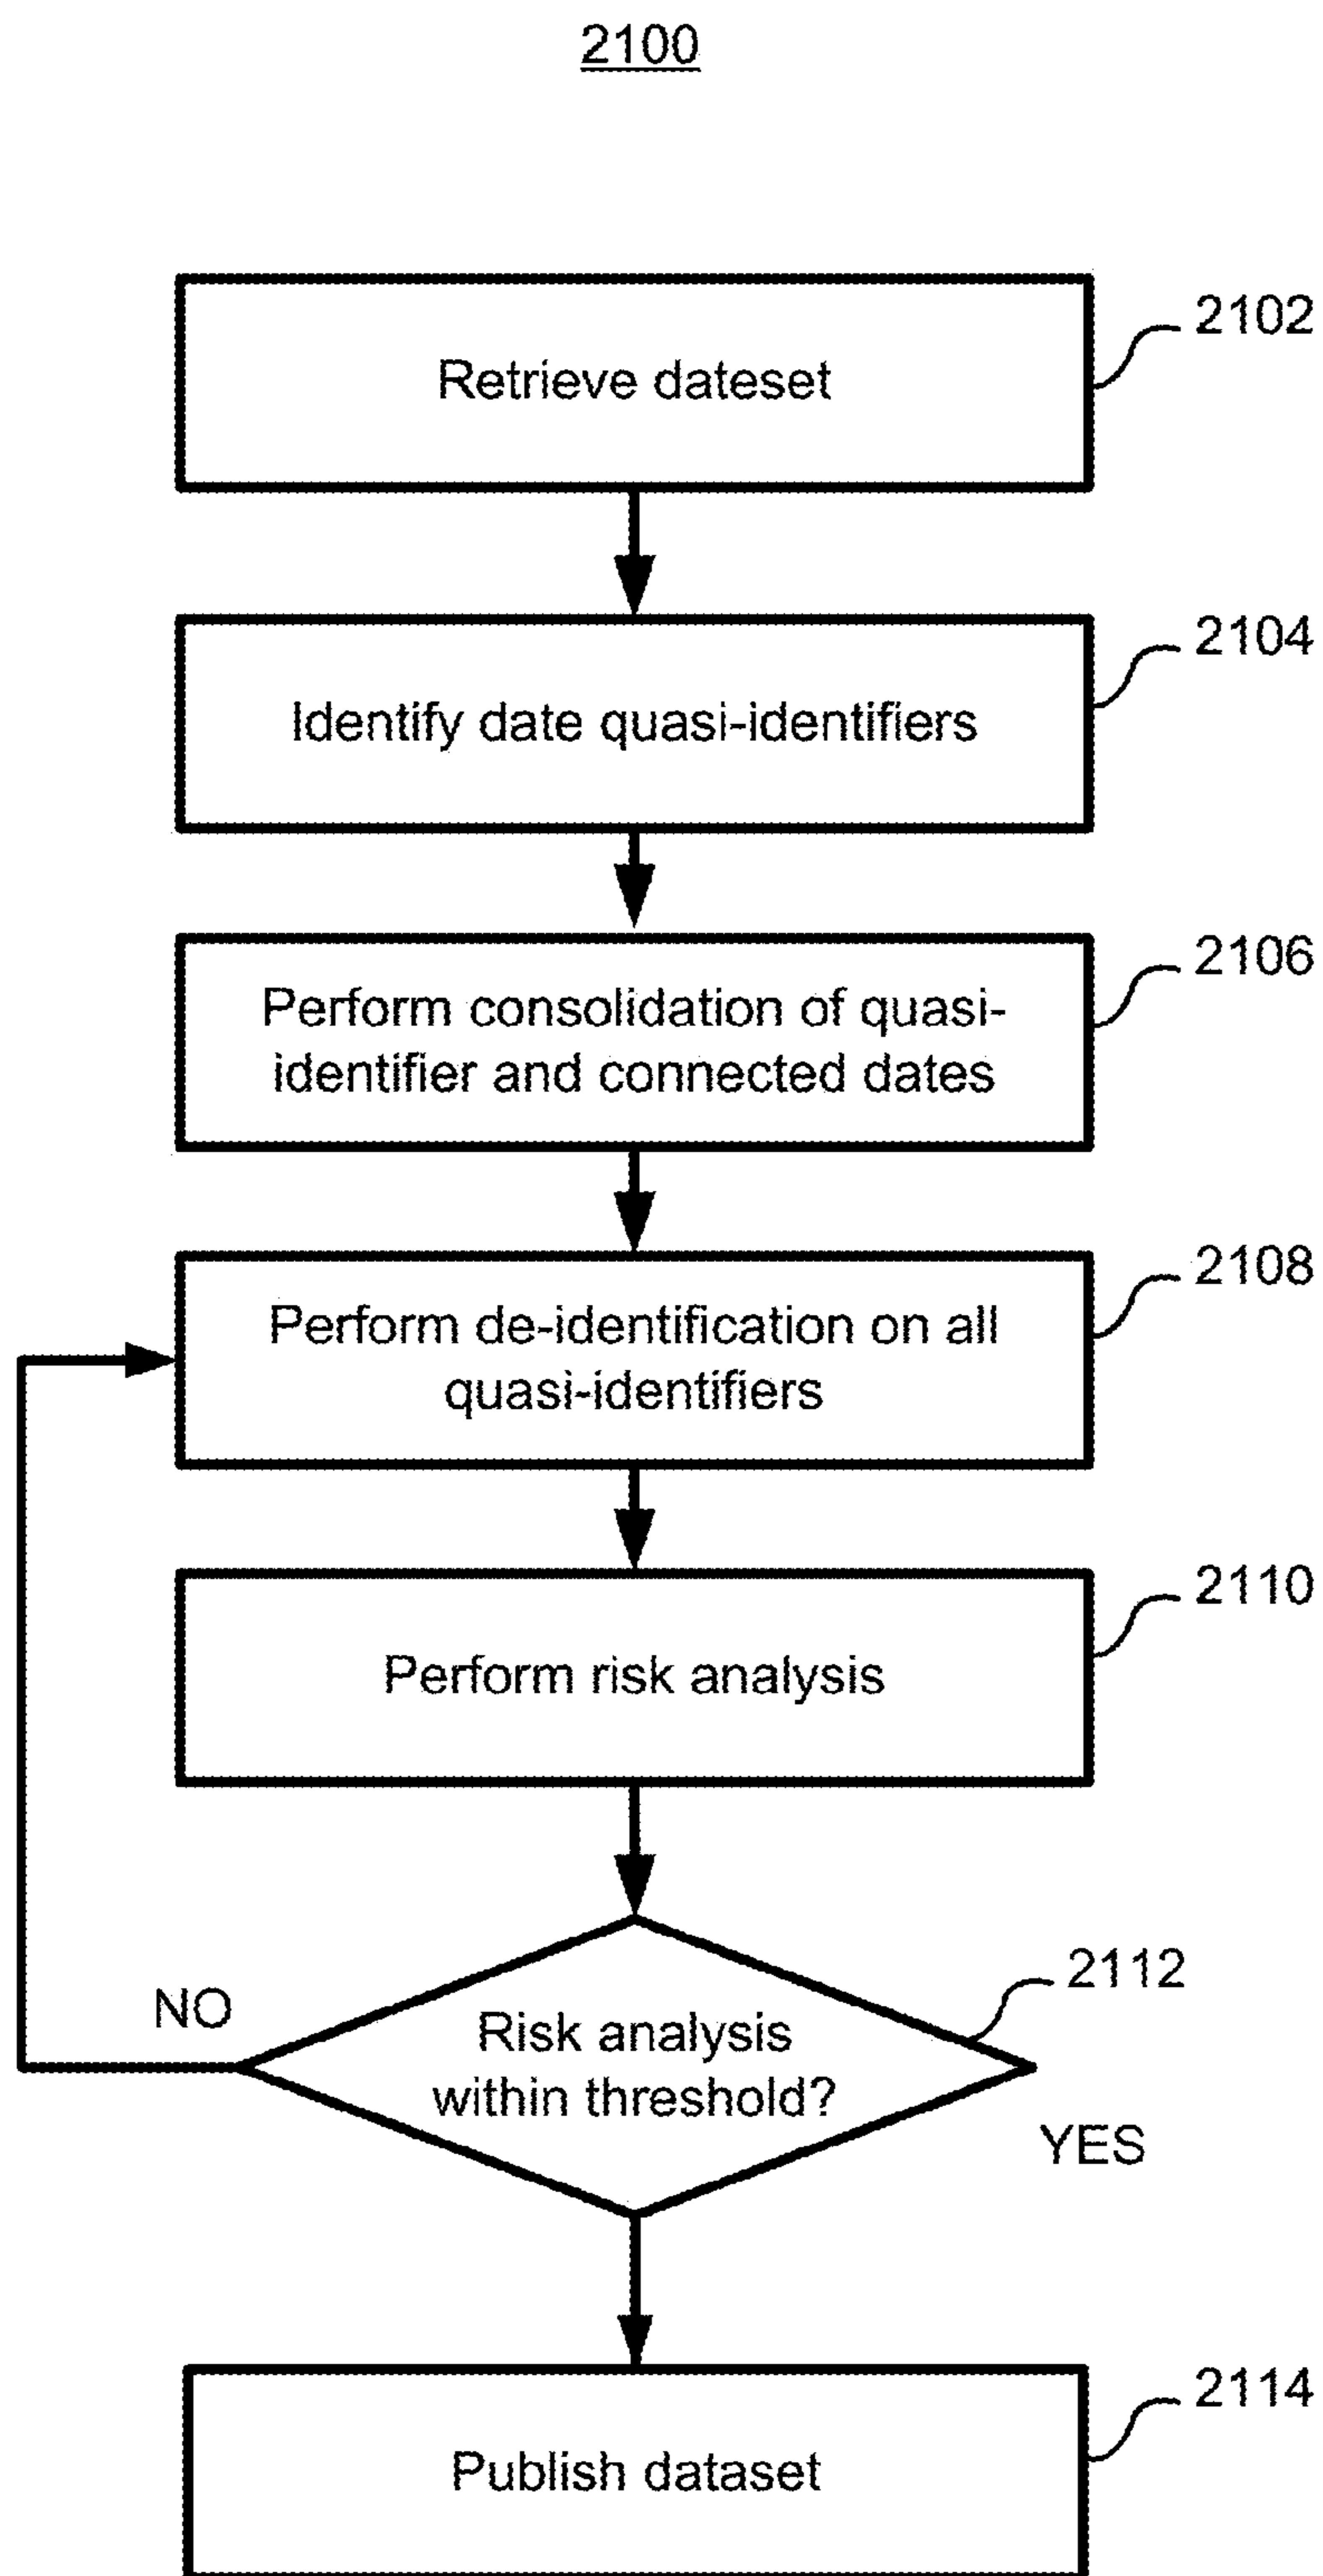 2100
Retrieve dateset
2102
Identify date quasi-identifiers
2104
Perform consolidation of quasi-
identifier and connected dates
2106
Perform de-identification on all
quasi-identifiers
2108
Perform risk analysis
2110
Risk analysis
within threshold?
2112
NO
YES
Publish dataset
2114